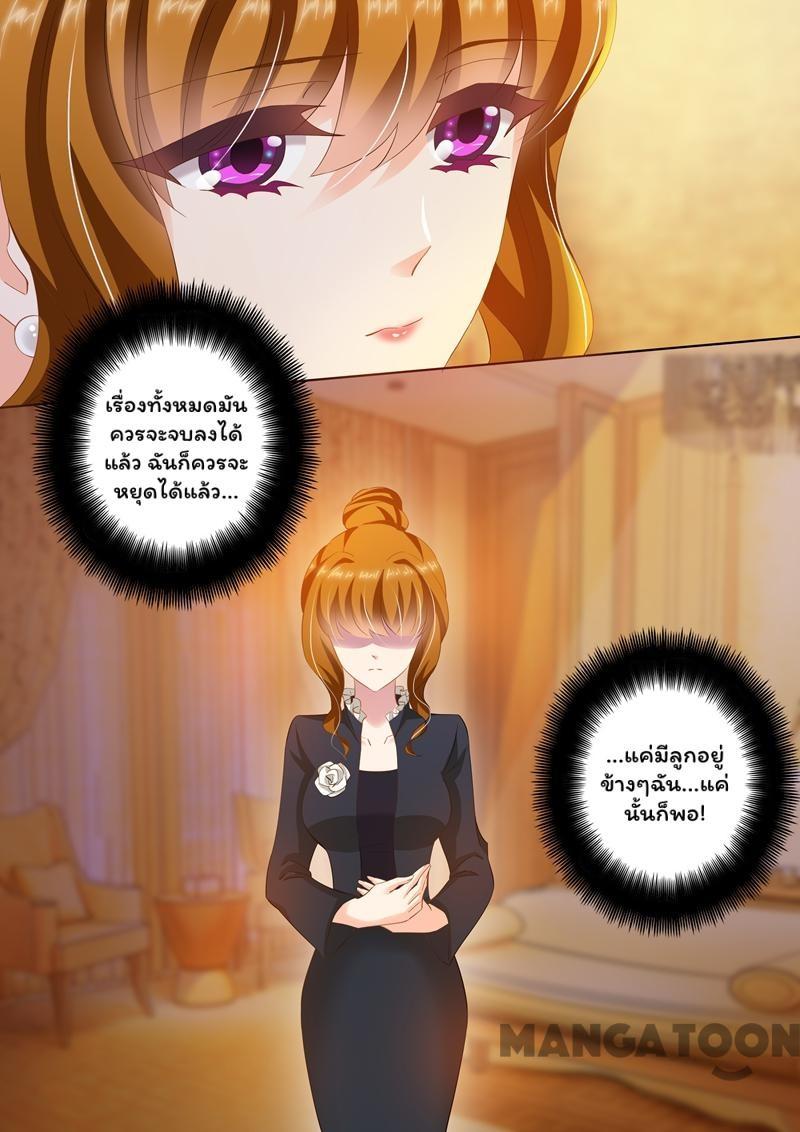 เรื่องทั้งหมดมัน
ควรจะจบลงได้
แล้ว ฉันก็ควรจะ
หยุดได้แล้ว...
...แค่มีลูกอยู่
ข้างๆฉัน...แค่
นั้นก็พอ!
MANGATOON